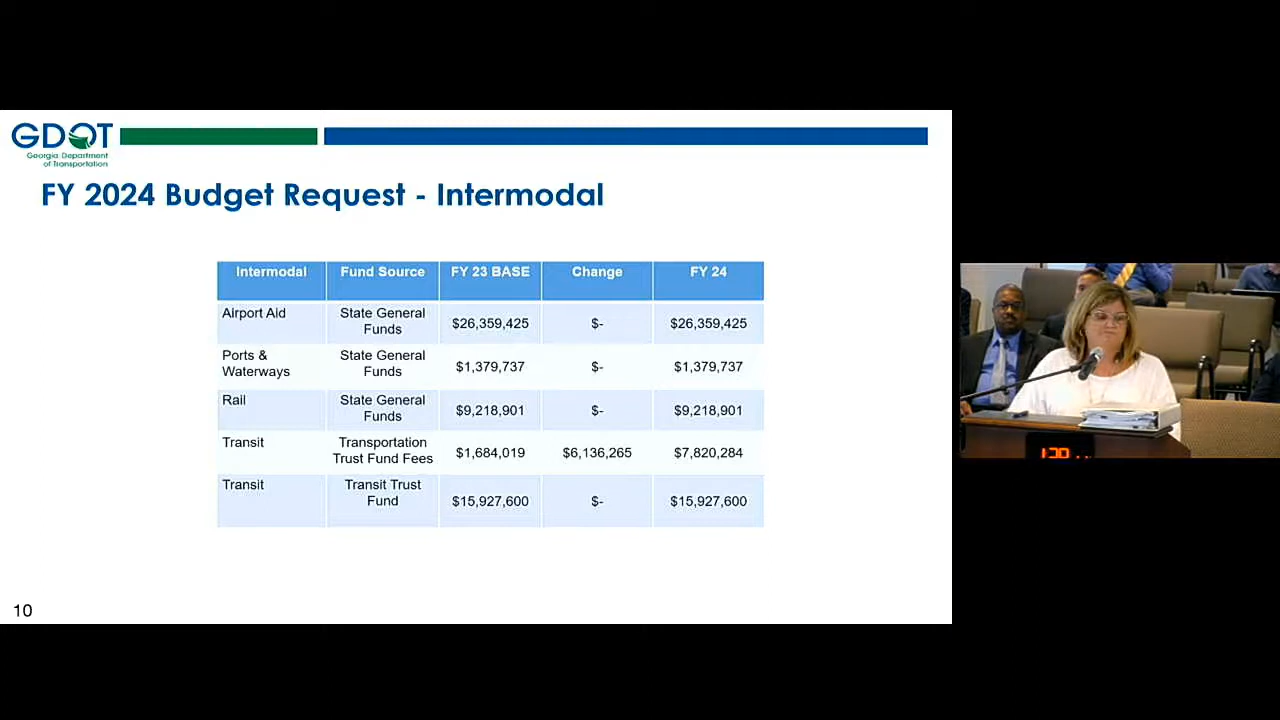 GDOT
Georgia Department
of Transportation
FY 2024 Budget Request - Intermodal
Intermodal Fund Source FY 23 BASE Change FY 24
Airport Aid State General Funds $26,359,425 $- $26,359,425
Ports & Waterways State General Funds $1,379,737 $- $1,379,737
Rail State General Funds $9,218,901 $- $9,218,901
Transit Transportation Trust Fund Fees $1,684,019 $6,136,265 $7,820,284
Transit Transit Trust Fund $15,927,600 $- $15,927,600
10